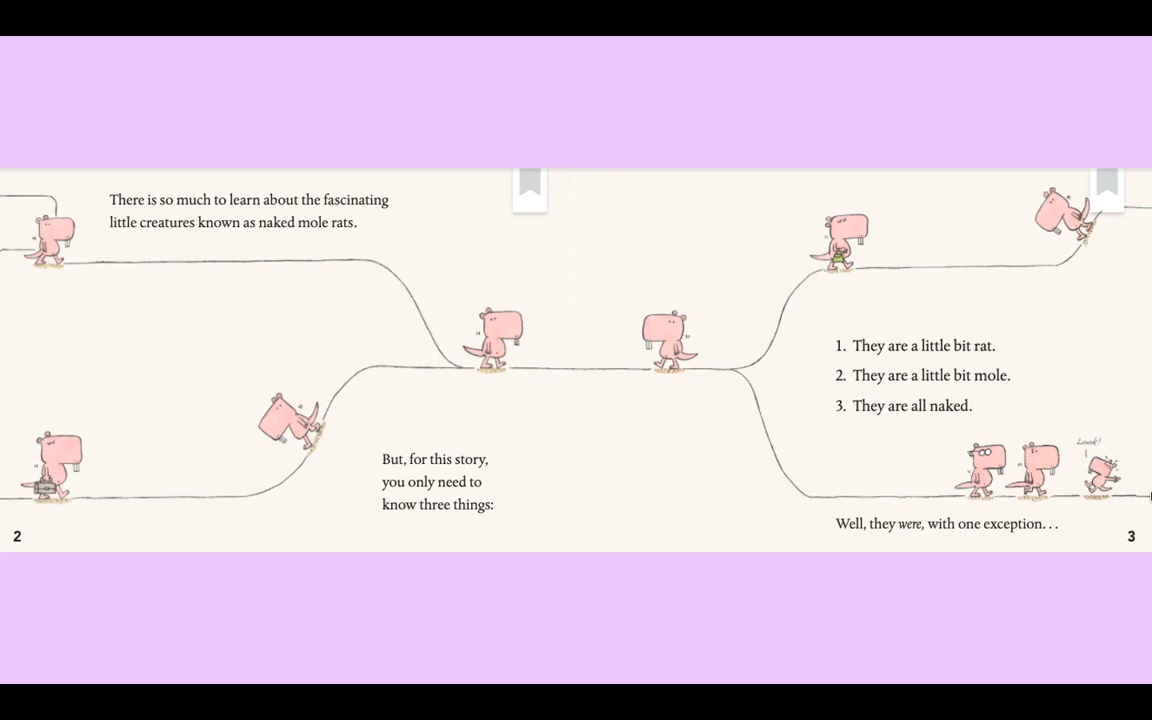 There is so much to learn about the fascinating
little creatures known as naked mole rats.
But, for this story,
you only need to
know three things:
2
1. They are a little bit rat.
2. They are a little bit mole.
3. They are all naked.
Look!
Well, they were, with one exception...
3